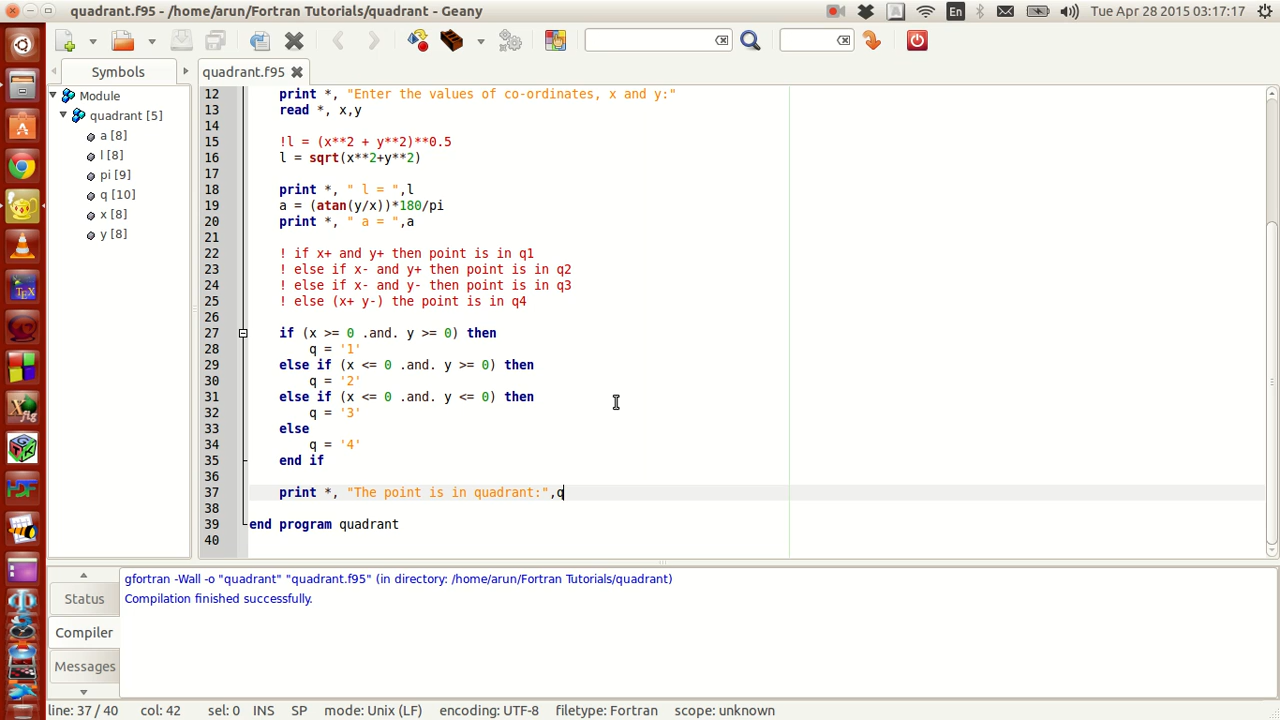 quadrant.f95 - /home/arun/Fortran Tutorials/quadrant - Geany
En
Tue Apr 28 2015 03:17:17
Symbols
quadrant.f95
Module
quadrant [5]
a [8]
l [8]
pi [9]
q [10]
x [8]
y [8]
12 print *, "Enter the values of co-ordinates, x and y:"
13 read *, x,y
14
15 !l = (x**2 + y**2)**0.5
16 l = sqrt(x**2+y**2)
17
18 print *, " l = ",l
19 a = (atan(y/x))*180/pi
20 print *, " a = ",a
21
22 ! if x+ and y+ then point is in q1
23 ! else if x- and y+ then point is in q2
24 ! else if x- and y- then point is in q3
25 ! else (x+ y-) the point is in q4
26
27 if (x >= 0 .and. y >= 0) then
28 q = '1'
29 else if (x <= 0 .and. y >= 0) then
30 q = '2'
31 else if (x <= 0 .and. y <= 0) then
32 q = '3'
33 else
34 q = '4'
35 end if
36
37 print *, "The point is in quadrant:",q
38
39 end program quadrant
40
Status
Compiler
Messages
gfortran -Wall -o "quadrant" "quadrant.f95" (in directory: /home/arun/Fortran Tutorials/quadrant)
Compilation finished successfully.
line: 37 / 40 col: 42 sel: 0 INS SP mode: Unix (LF) encoding: UTF-8 filetype: Fortran scope: unknown